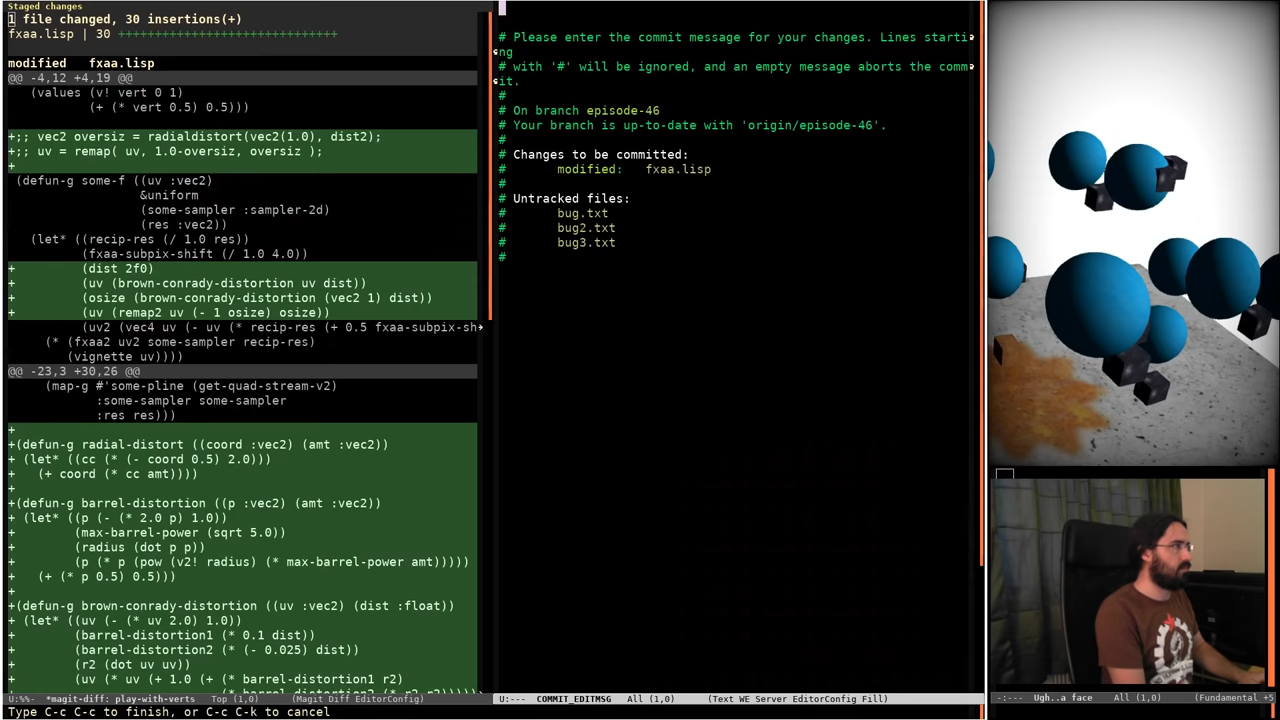 Staged changes
1 file changed, 30 insertions(+)
fxaa.lisp | 30 ++++++++++++++++++++++++++++++
modified   fxaa.lisp
@@ -4,12 +4,19 @@
(values (v! vert 0 1)
(+ (* vert 0.5) 0.5)))
+;; vec2 oversiz = radialdistort(vec2(1.0), dist2);
+;; uv = remap( uv, 1.0-oversiz, oversiz );
+
(defun-g some-f ((uv :vec2)
&uniform
(some-sampler :sampler-2d)
(res :vec2))
(let* ((recip-res (/ 1.0 res))
(fxaa-subpix-shift (/ 1.0 4.0))
+         (dist 2f0)
+         (uv (brown-conrady-distortion uv dist))
+         (osize (brown-conrady-distortion (vec2 1) dist))
+         (uv (remap2 uv (- 1 osize) osize))
(uv2 (vec4 uv (- uv (* recip-res (+ 0.5 fxaa-subpix-sh
(* (fxaa2 uv2 some-sampler recip-res)
(vignette uv))))
@@ -23,3 +30,26 @@
(map-g #'some-pline (get-quad-stream-v2)
:some-sampler some-sampler
:res res)))
+
+(defun-g radial-distort ((coord :vec2) (amt :vec2))
+ (let* ((cc (* (- coord 0.5) 2.0)))
+   (+ coord (* cc amt))))
+
+(defun-g barrel-distortion ((p :vec2) (amt :vec2))
+ (let* ((p (- (* 2.0 p) 1.0))
+        (max-barrel-power (sqrt 5.0))
+        (radius (dot p p))
+        (p (* p (pow (v2! radius) (* max-barrel-power amt)))))
+   (+ (* p 0.5) 0.5)))
+
+(defun-g brown-conrady-distortion ((uv :vec2) (dist :float))
+ (let* ((uv (- (* uv 2.0) 1.0))
+        (barrel-distortion1 (* 0.1 dist))
+        (barrel-distortion2 (* (- 0.025) dist))
+        (r2 (dot uv uv))
+        (uv (* uv (+ 1.0 (+ (* barrel-distortion1 r2)
U:%%-  *magit-diff: play-with-verts   Top (1,0)   (Magit Diff EditorConfig)
# Please enter the commit message for your changes. Lines starti
ng
# with '#' will be ignored, and an empty message aborts the comm
it.
#
# On branch episode-46
# Your branch is up-to-date with 'origin/episode-46'.
#
# Changes to be committed:
#       modified:   fxaa.lisp
#
# Untracked files:
#       bug.txt
#       bug2.txt
#       bug3.txt
#
U:---  COMMIT_EDITMSG   All (1,0)   (Text WE Server EditorConfig Fill)
-:---  Ugh..a face   All (1,0)   (Fundamental +5
Type C-c C-c to finish, or C-c C-k to cancel